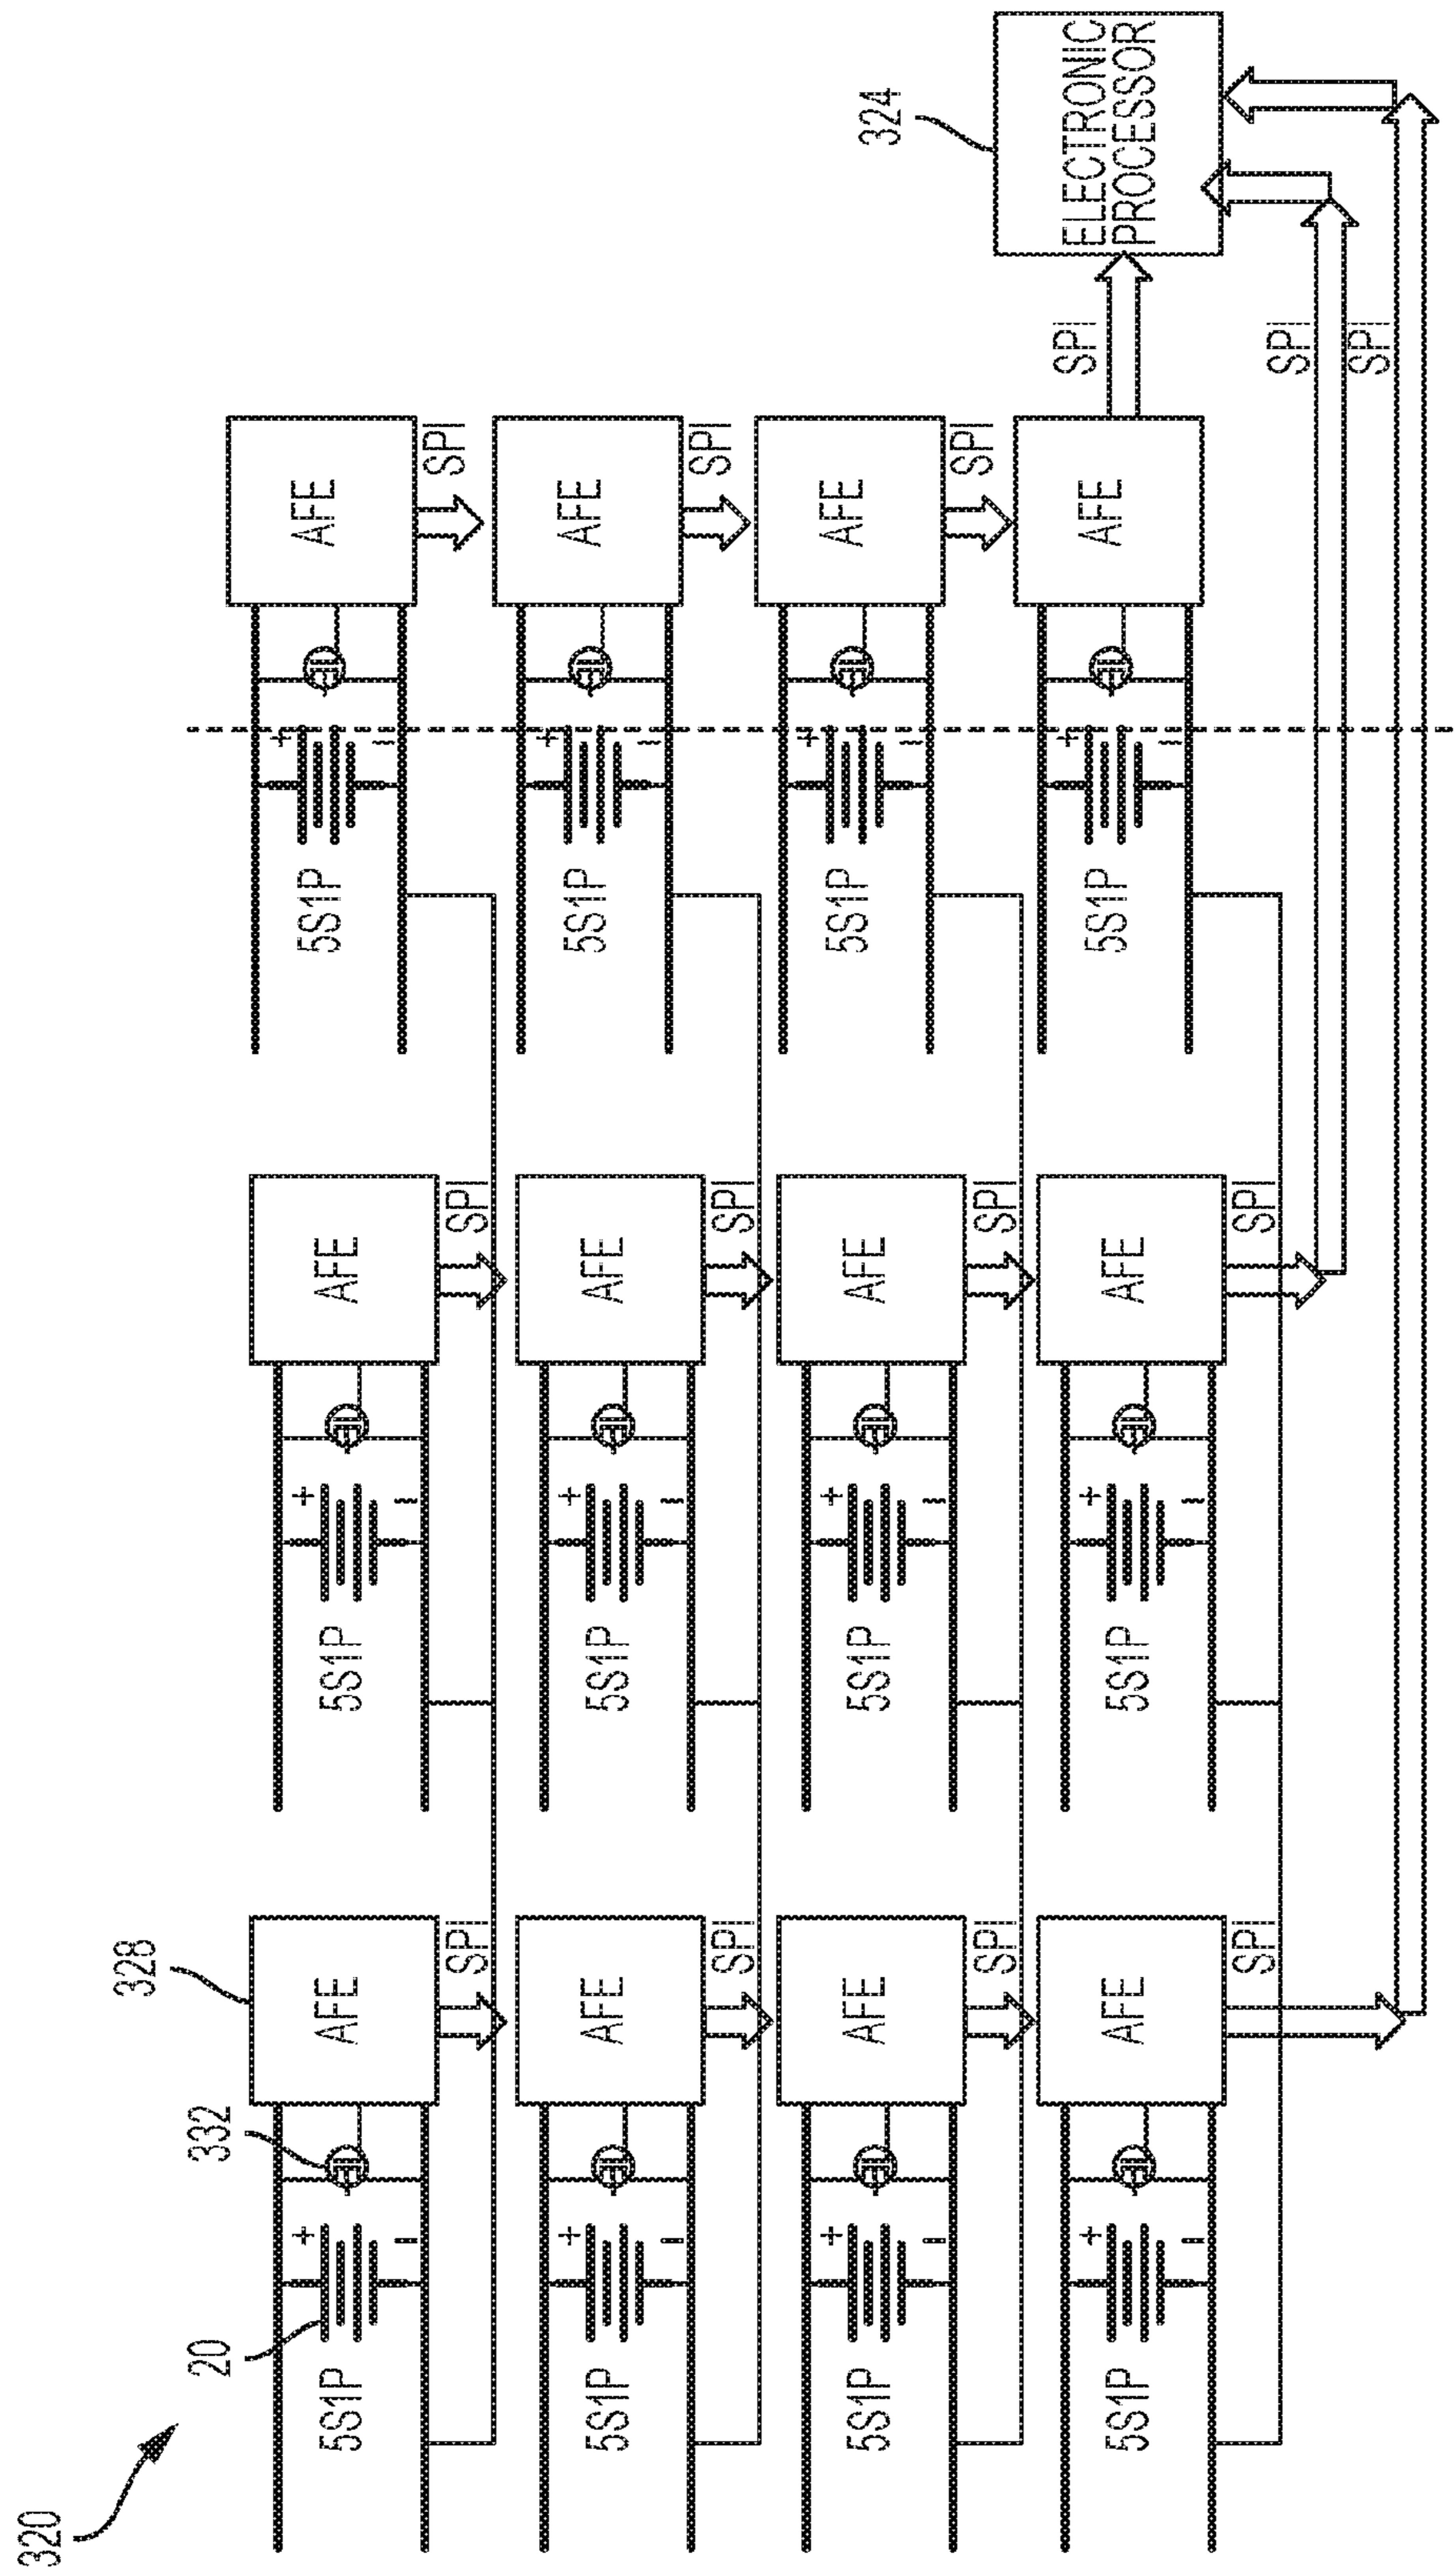 320
328
20
332
5S1P
+
-
AFE
5S1P
+
-
AFE
5S1P
+
-
AFE
SPI
SPI
SPI
5S1P
+
-
AFE
5S1P
+
-
AFE
5S1P
+
-
AFE
SPI
SPI
SPI
5S1P
+
-
AFE
5S1P
+
-
AFE
5S1P
+
-
AFE
SPI
SPI
SPI
324
5S1P
+
-
AFE
5S1P
+
-
AFE
5S1P
+
-
AFE
SPI
ELECTRONIC
PROCESSOR
SPI
SPI
SPI
SPI